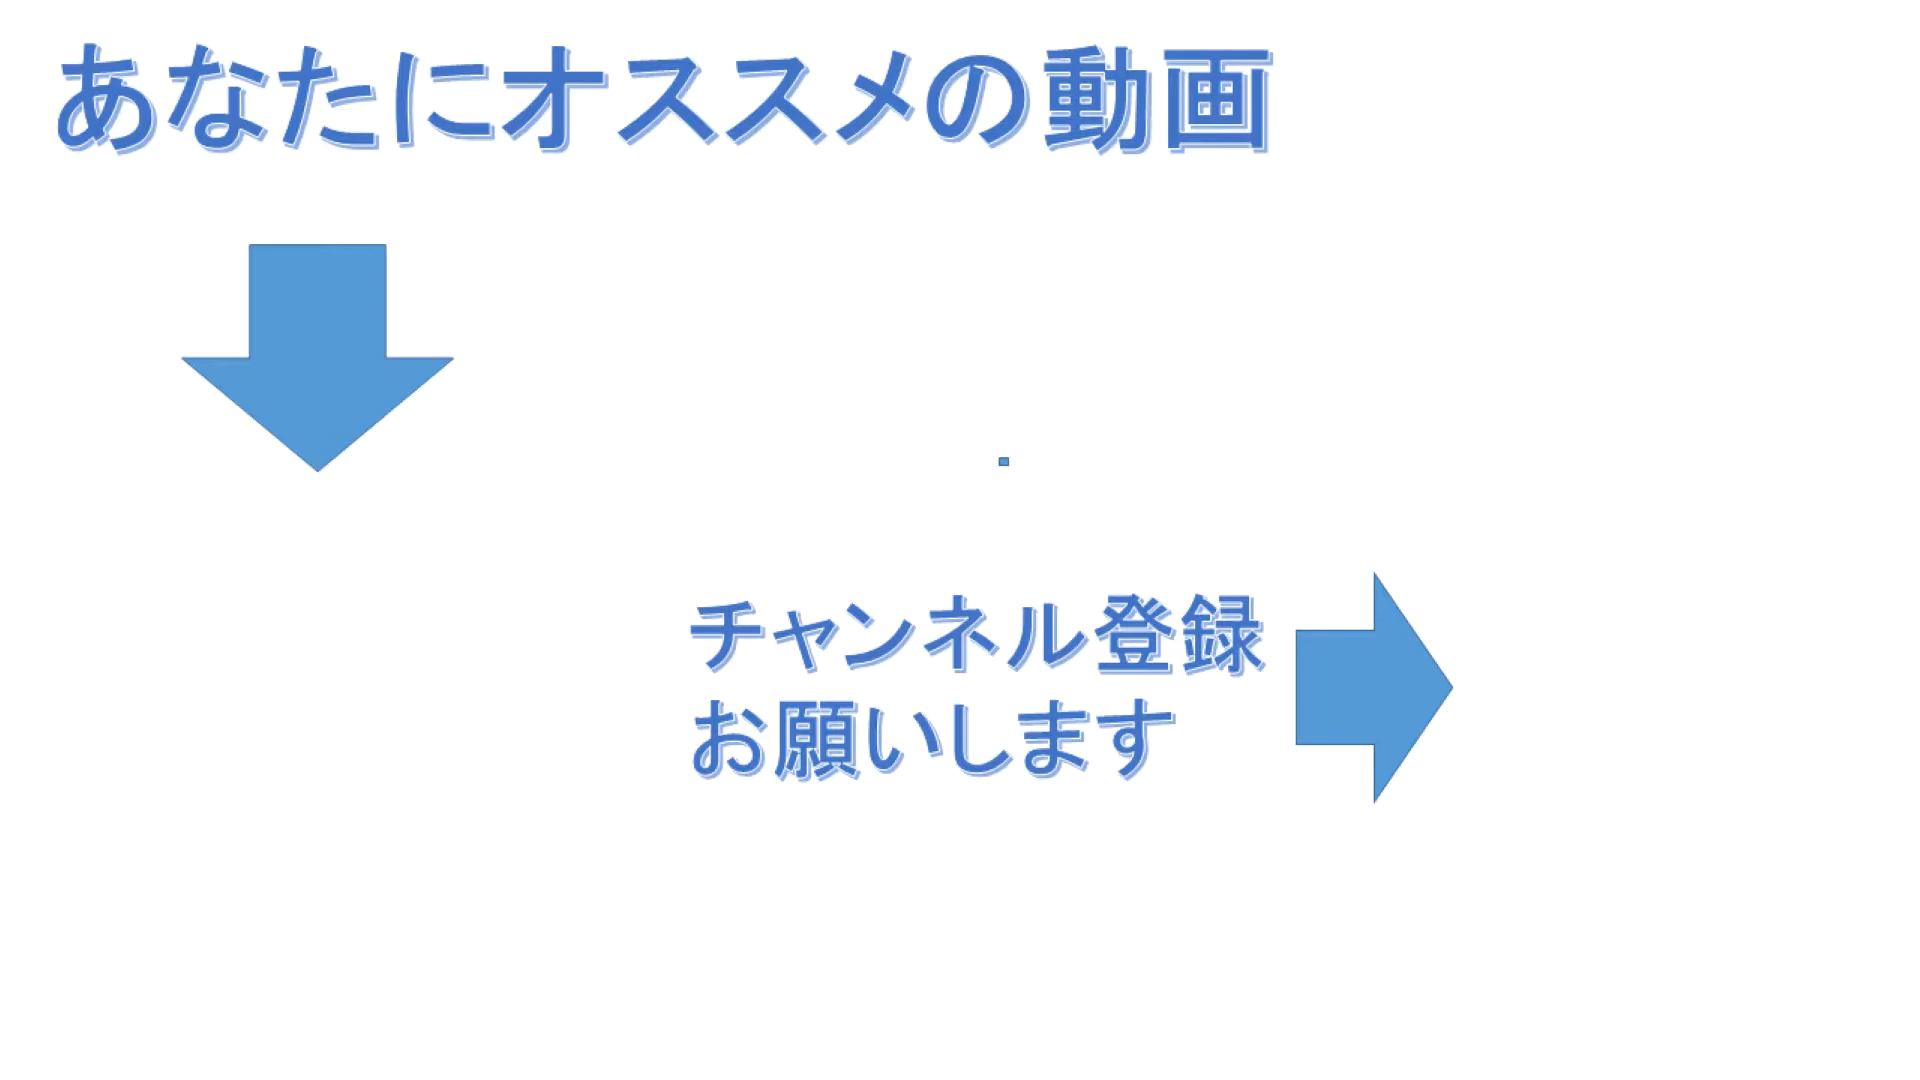 あなたにオススメの動画
チャンネル登録
お願いします